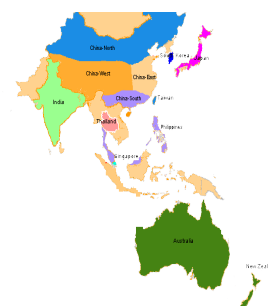 China-North
South Korea
Japan
China-West
China-East
India
China-South
Taiwan
Thailand
Philippines
Singapore
Australia
New Zeal